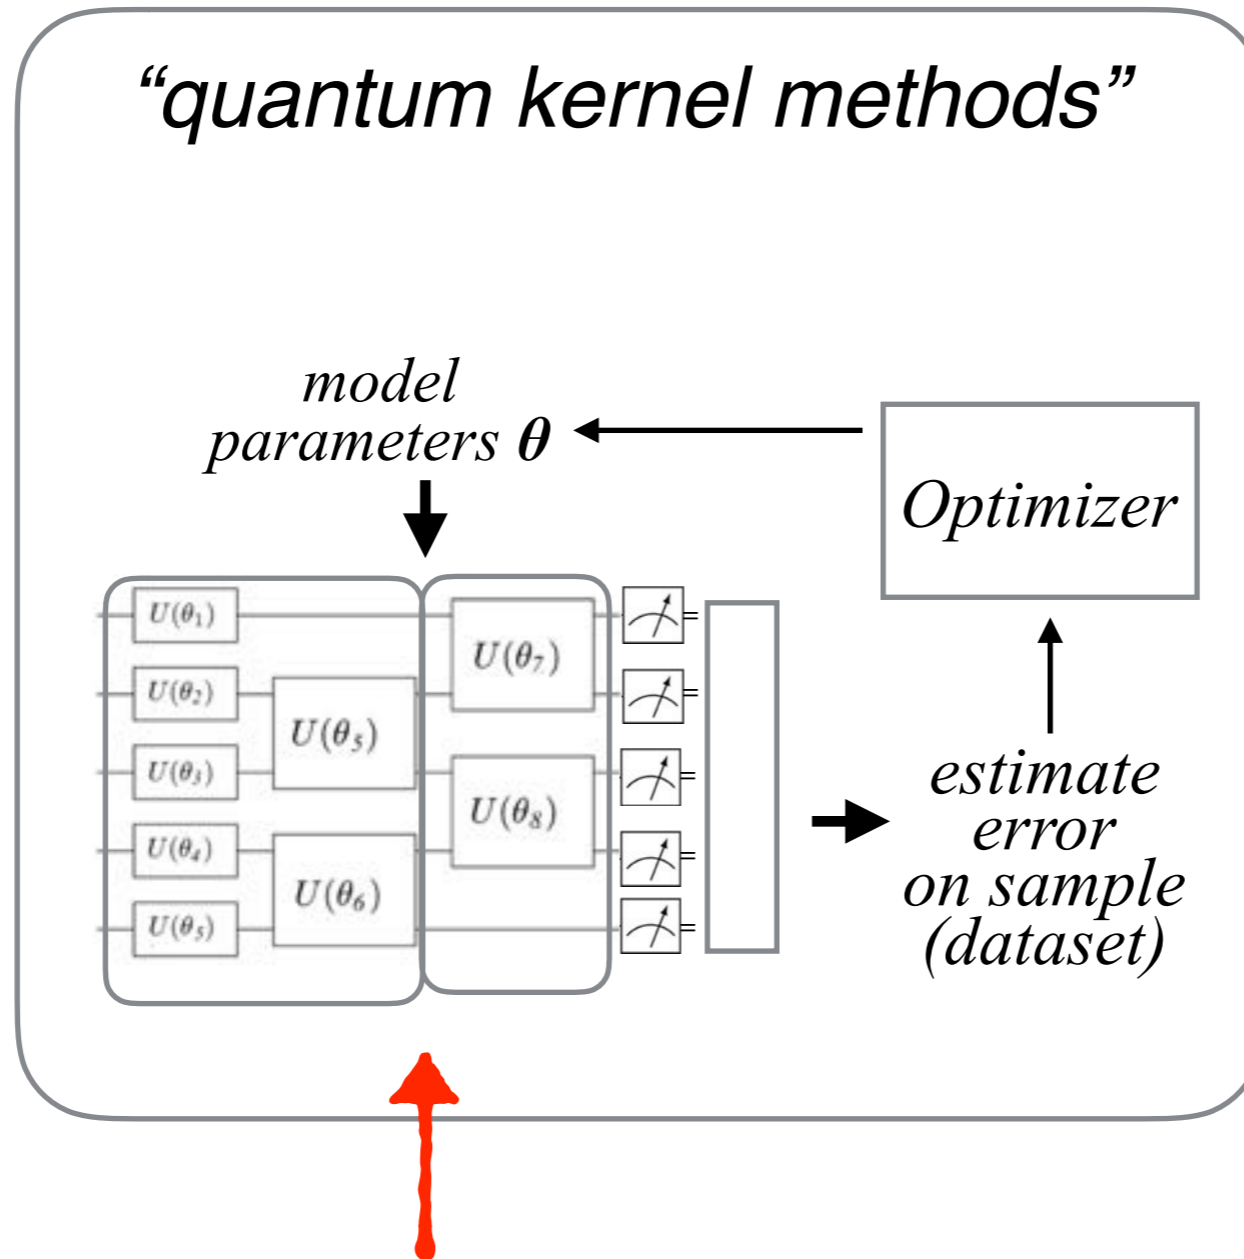 “quantum kernel methods”
model
parameters θ
Optimizer
U(θ₁)
U(θ₂)
U(θ₃)
U(θ₄)
U(θ₅)
U(θ₅)
U(θ₆)
U(θ₇)
U(θ₈)
=
=
=
=
=
estimate
error
on sample
(dataset)